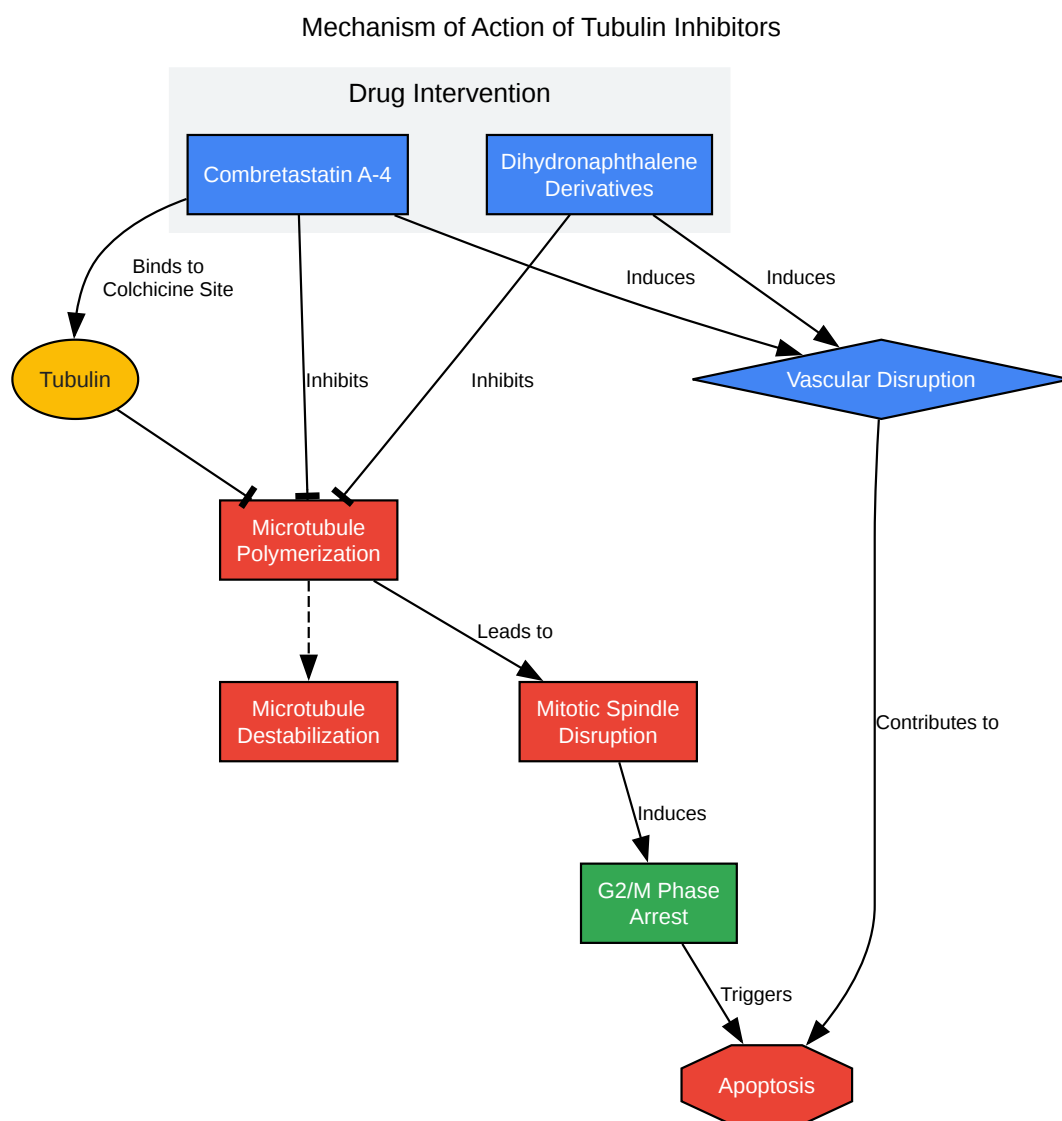 Mechanism of Action of Tubulin Inhibitors
Drug Intervention
Combretastatin A-4
Dihydronaphthalene
Derivatives
Binds to
Colchicine Site
Induces
Induces
Tubulin
Inhibits
Inhibits
Vascular Disruption
Microtubule
Polymerization
Leads to
Microtubule
Destabilization
Mitotic Spindle
Disruption
Contributes to
Induces
G2/M Phase
Arrest
Triggers
Apoptosis